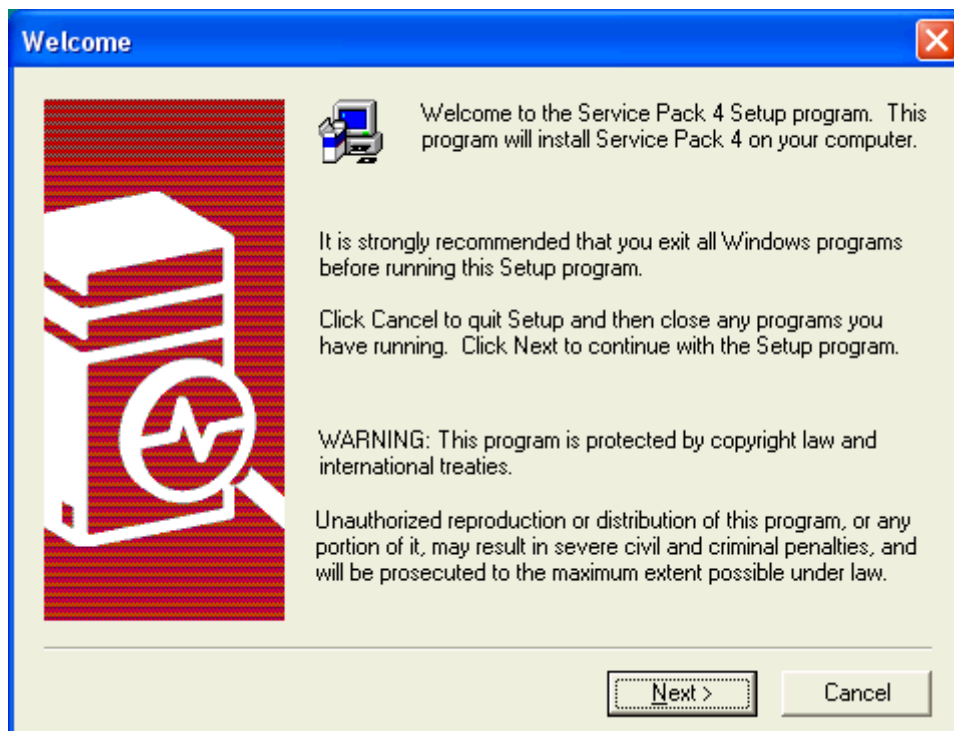 Welcome
Welcome to the Service Pack 4 Setup program.  This
program will install Service Pack 4 on your computer.
It is strongly recommended that you exit all Windows programs
before running this Setup program.
Click Cancel to quit Setup and then close any programs you
have running.  Click Next to continue with the Setup program.
WARNING: This program is protected by copyright law and
international treaties.
Unauthorized reproduction or distribution of this program, or any
portion of it, may result in severe civil and criminal penalties, and
will be prosecuted to the maximum extent possible under law.
Next >
Cancel